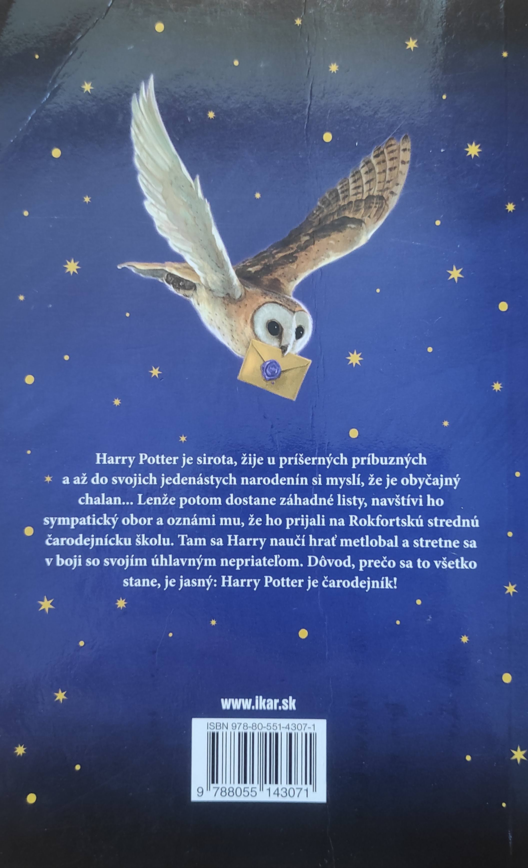 Harry Potter je sirota, žije u príšerných príbuzných
a až do svojich jedenástych narodenín si myslí, že je obyčajný
chalan... Lenže potom dostane záhadné listy, navštívi ho
sympatický obor a oznámi mu, že ho prijali na Rokfortskú strednú
čarodejnícku školu. Tam sa Harry naučí hrať metlobal a stretne sa
v boji so svojím úhlavným nepriateľom. Dôvod, prečo sa to všetko
stane, je jasný: Harry Potter je čarodejník!
www.ikar.sk
ISBN 978-80-551-4307-1
9 788055 143071